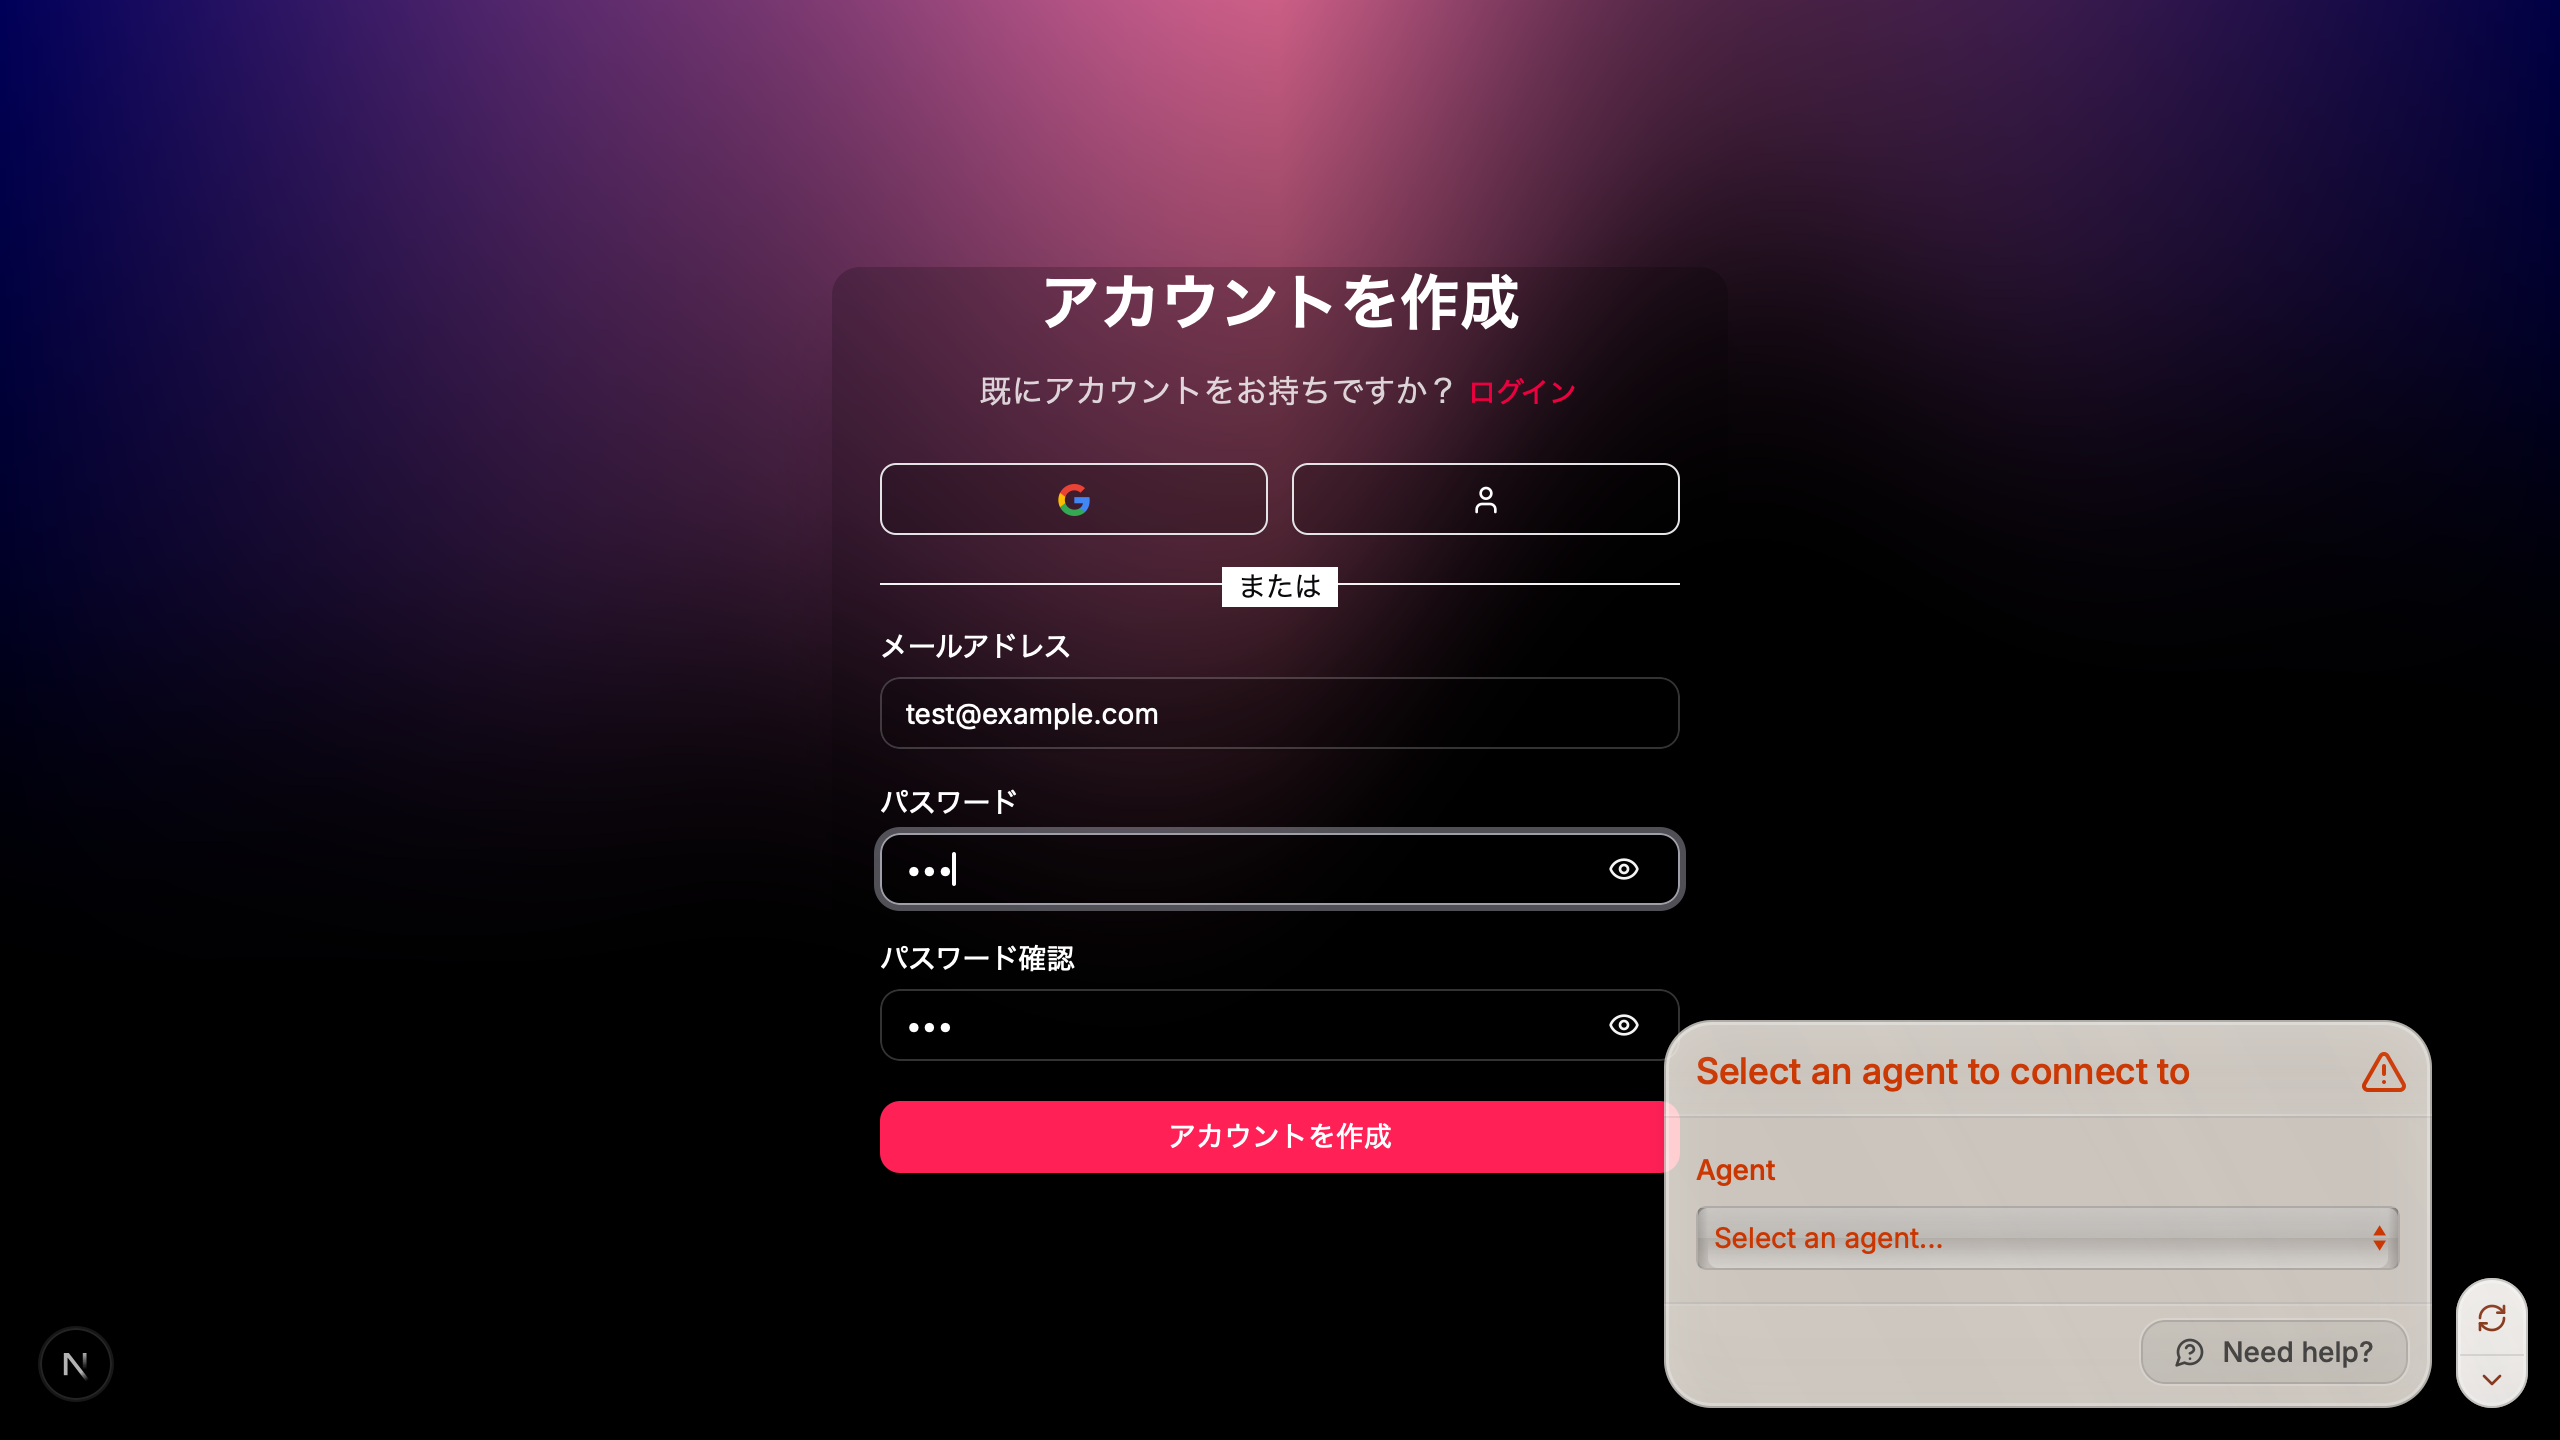 アカウントを作成
既にアカウントをお持ちですか？ ログイン
または
メールアドレス
test@example.com
パスワード
パスワード確認
アカウントを作成
Select an agent to connect to
Agent
Select an agent...
Need help?
N